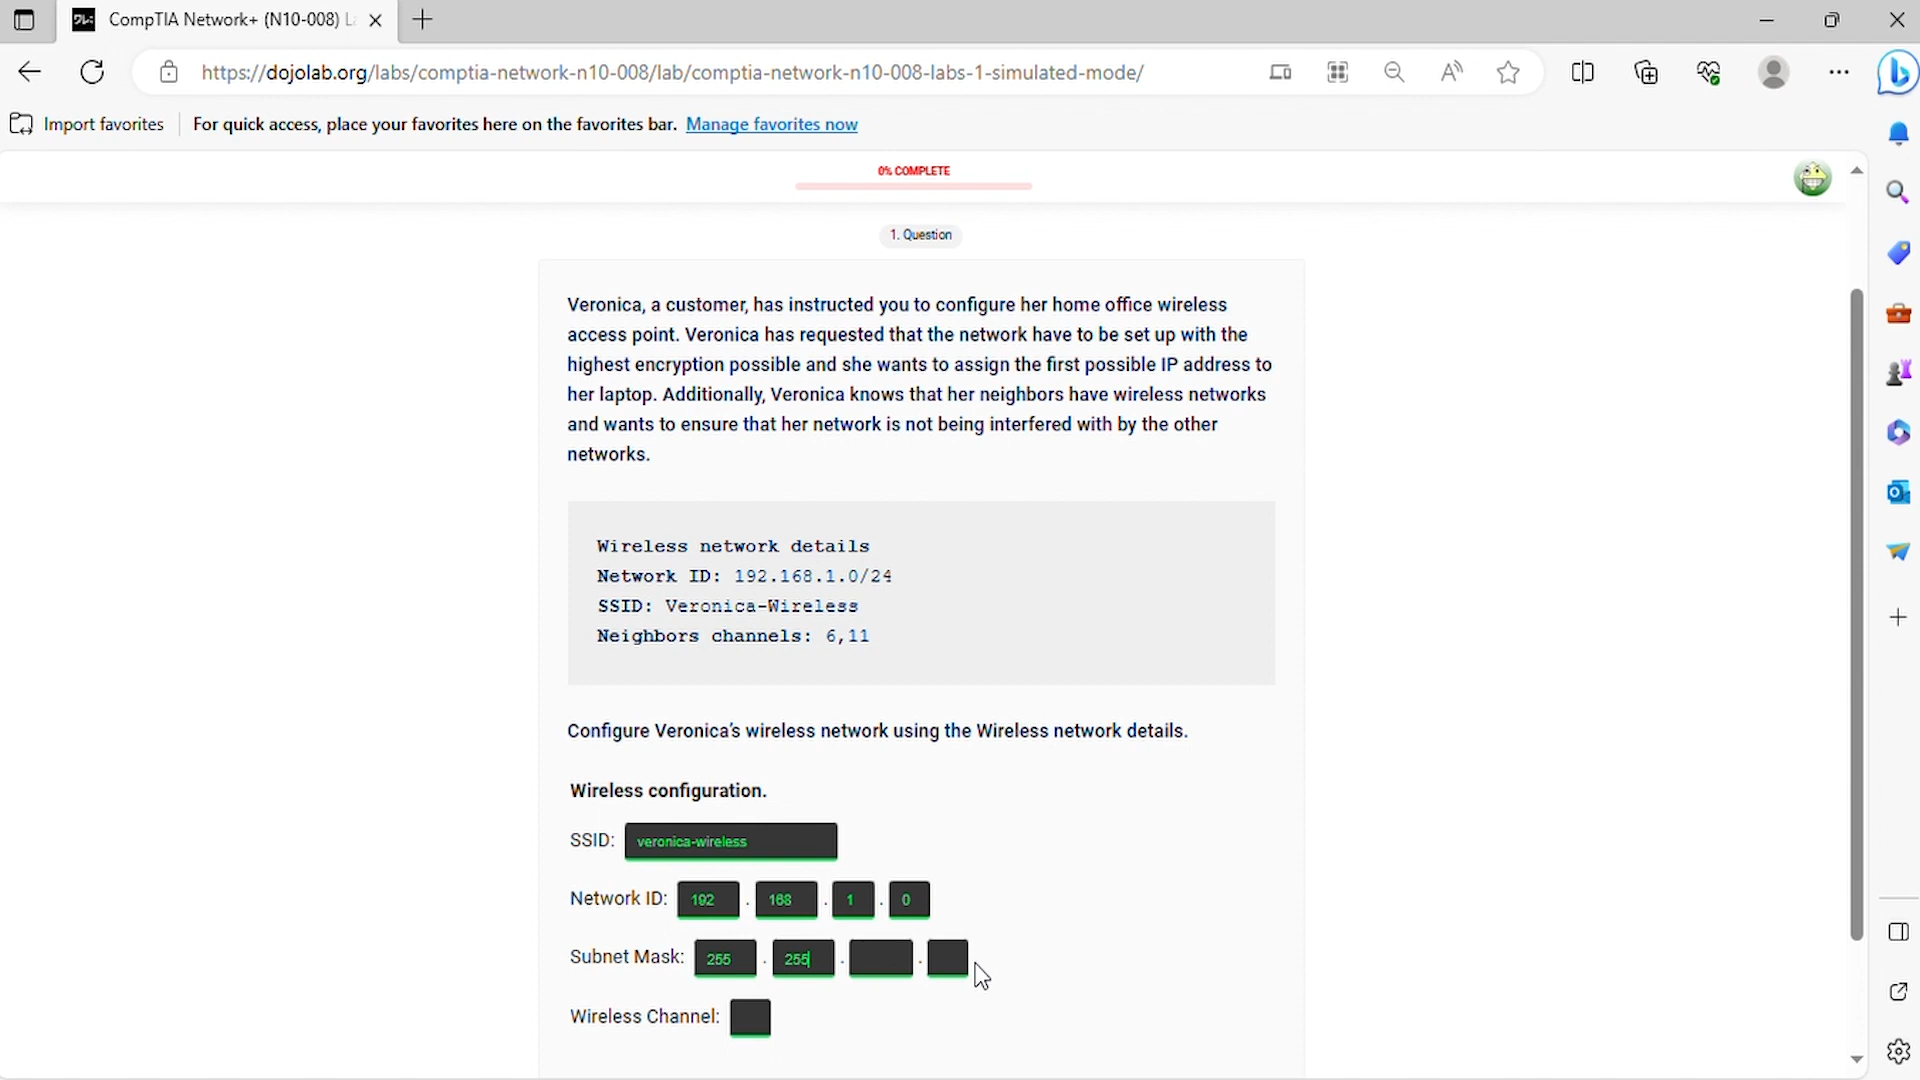 CompTIA Network+ (N10-008) L
https://dojolab.org/labs/comptia-network-n10-008/lab/comptia-network-n10-008-labs-1-simulated-mode/
Import favorites
For quick access, place your favorites here on the favorites bar. Manage favorites now
0% COMPLETE
1. Question
Veronica, a customer, has instructed you to configure her home office wireless
access point. Veronica has requested that the network have to be set up with the
highest encryption possible and she wants to assign the first possible IP address to
her laptop. Additionally, Veronica knows that her neighbors have wireless networks
and wants to ensure that her network is not being interfered with by the other
networks.
Wireless network details
Network ID: 192.168.1.0/24
SSID: Veronica-Wireless
Neighbors channels: 6,11
Configure Veronica's wireless network using the Wireless network details.
Wireless configuration.
SSID: veronica-wireless
Network ID: 192 . 168 . 1 . 0
Subnet Mask: 255 . 255 . .
Wireless Channel: